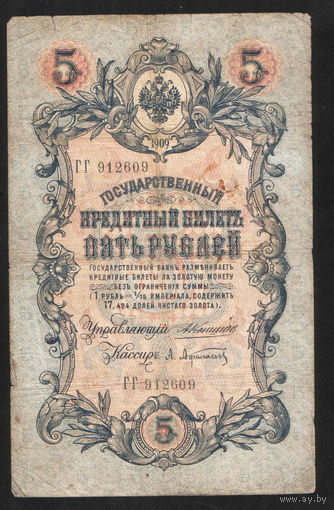 5 5
1909
ГГ 912609
ГОСУДАРСТВЕННЫЙ
КРЕДИТНЫЙ БИЛЕТЪ
ПЯТЬ РУБЛЕЙ
ГОСУДАРСТВЕННЫЙ БАНКЪ РАЗМѢНИВАЕТЪ
КРЕДИТНЫЕ БИЛЕТЫ НА ЗОЛОТУЮ МОНЕТУ
БЕЗЪ ОГРАНИЧЕНІЯ СУММЫ
(1 РУБЛЬ = 1/15 ИМПЕРІАЛА, СОДЕРЖИТЪ
17,424 ДОЛЕЙ ЧИСТАГО ЗОЛОТА).
Управляющій
Кассиръ
ГГ 912609
5
ay.by